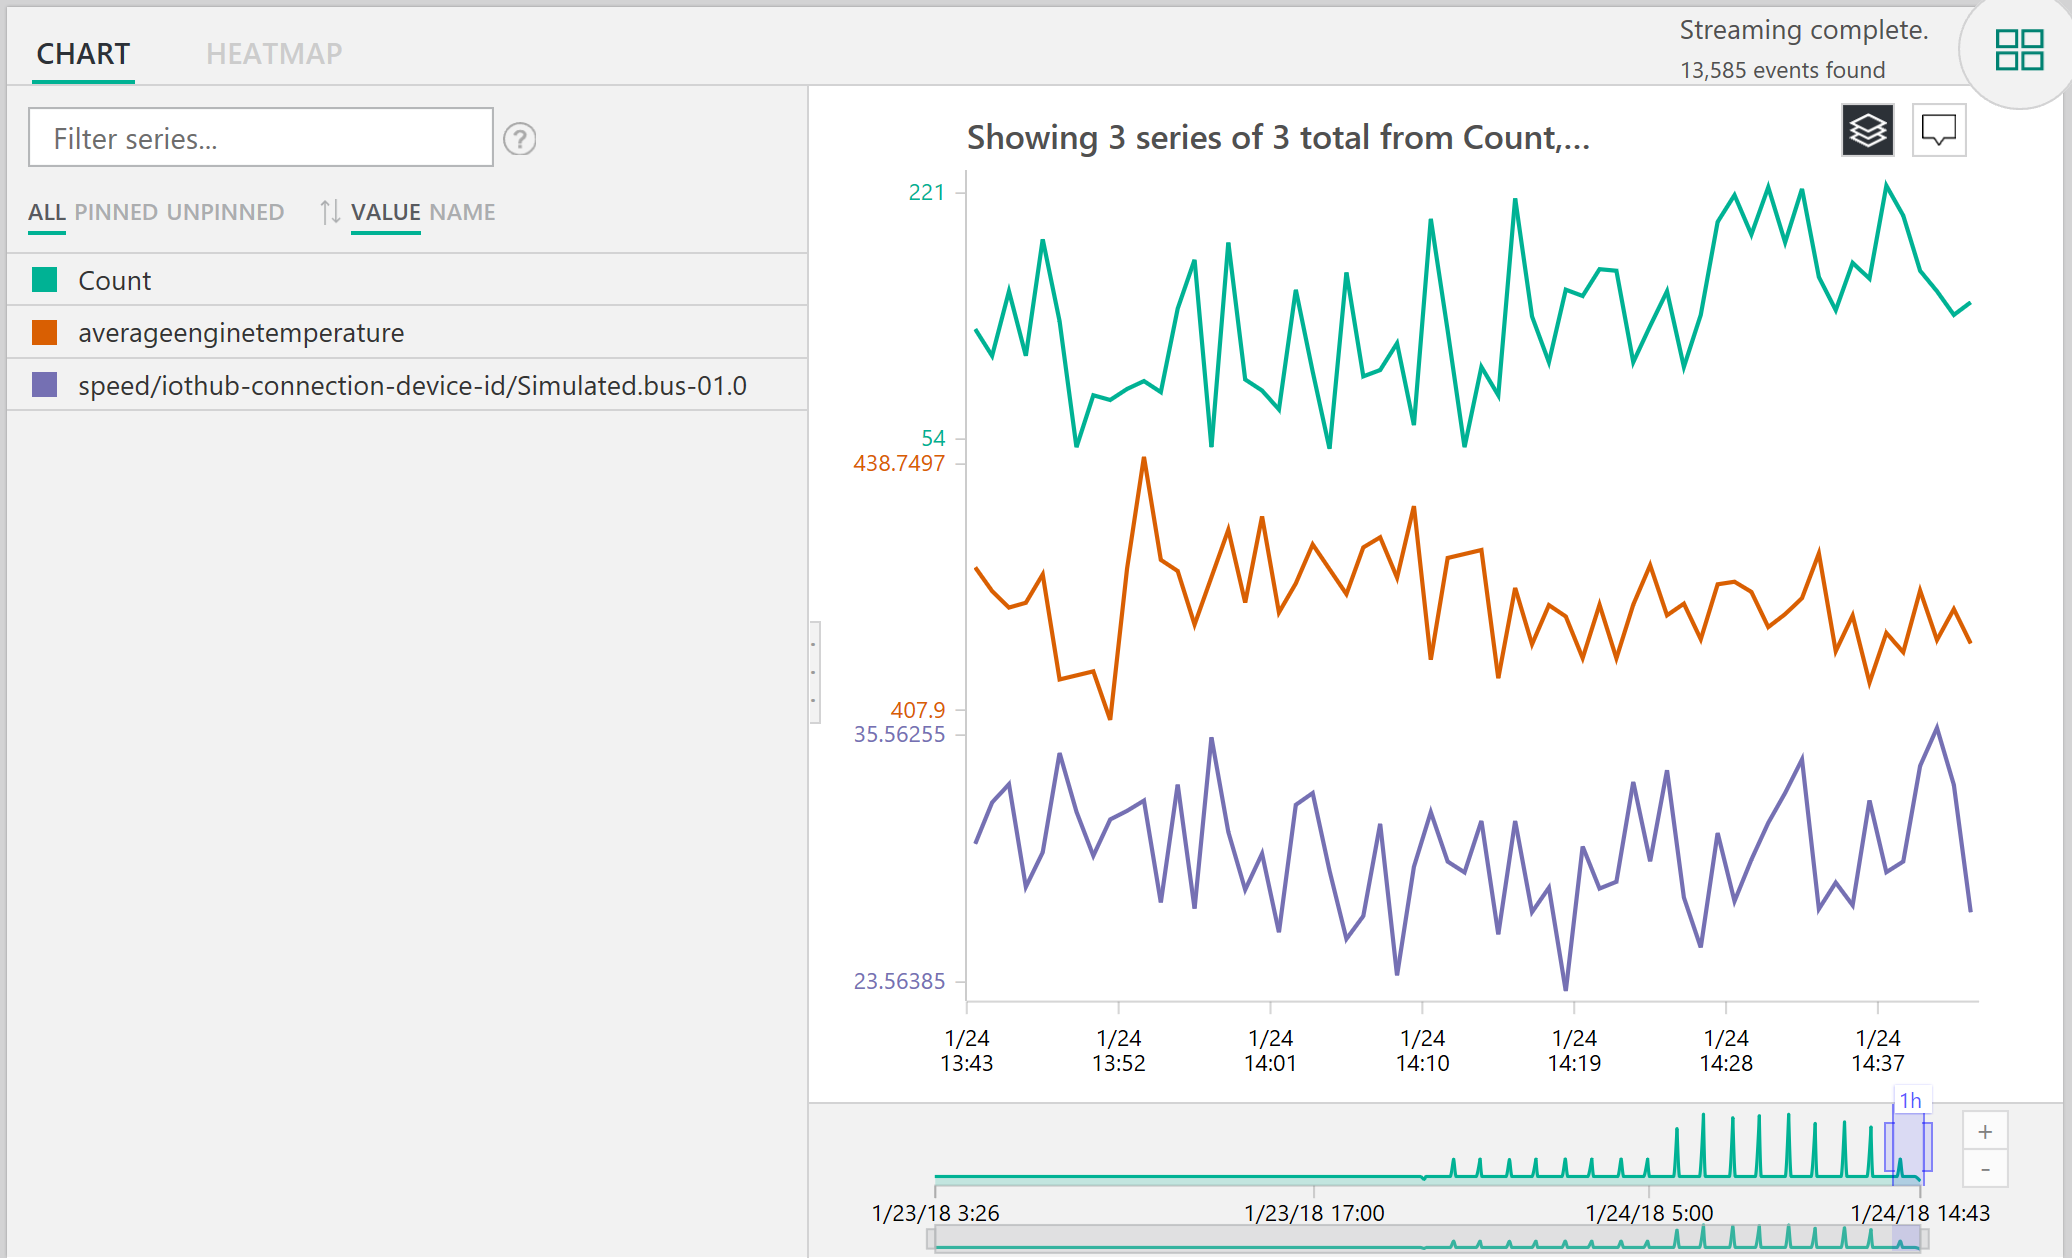 CHART HEATMAP
Streaming complete.
13,585 events found
Filter series...
?
ALL PINNED UNPINNED VALUE NAME
Count
averageenginetemperature
speed/iothub-connection-device-id/Simulated.bus-01.0
Showing 3 series of 3 total from Count,...
221
54
438.7497
407.9
35.56255
23.56385
1/24 1/24 1/24 1/24 1/24 1/24 1/24
13:43 13:52 14:01 14:10 14:19 14:28 14:37
1h
+
-
1/23/18 3:26 1/23/18 17:00 1/24/18 5:00 1/24/18 14:43